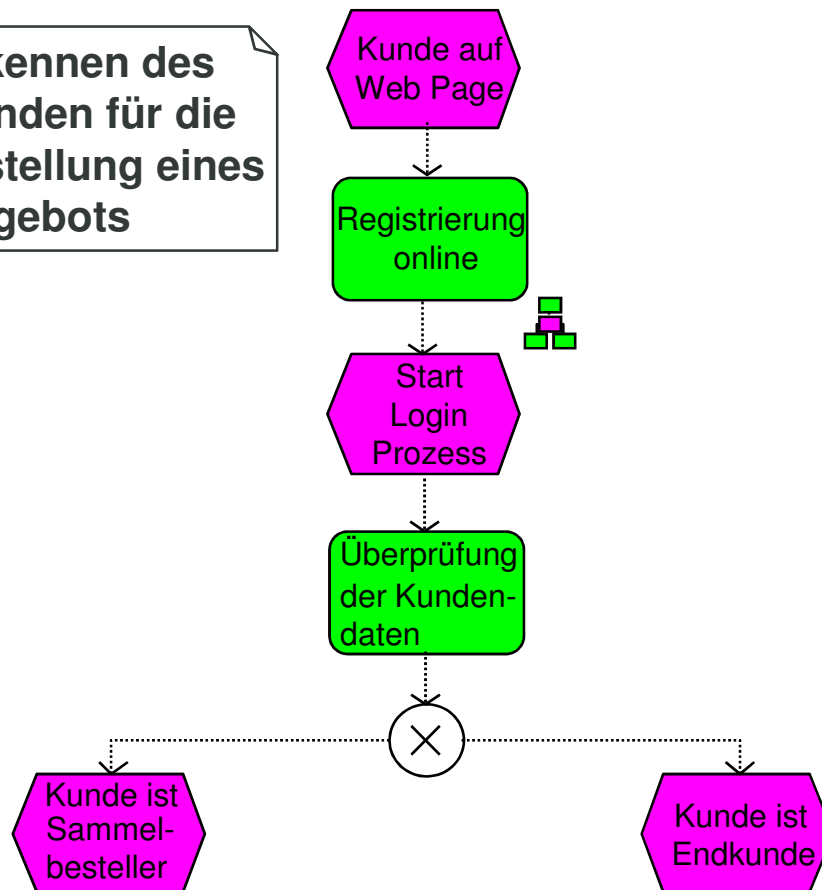 kennen des
nden für die
stellung eines
gebots
Kunde auf
Web Page
Registrierung
online
Start
Login
Prozess
Überprüfung
der Kunden-
daten
Kunde ist
Sammel-
besteller
Kunde ist
Endkunde